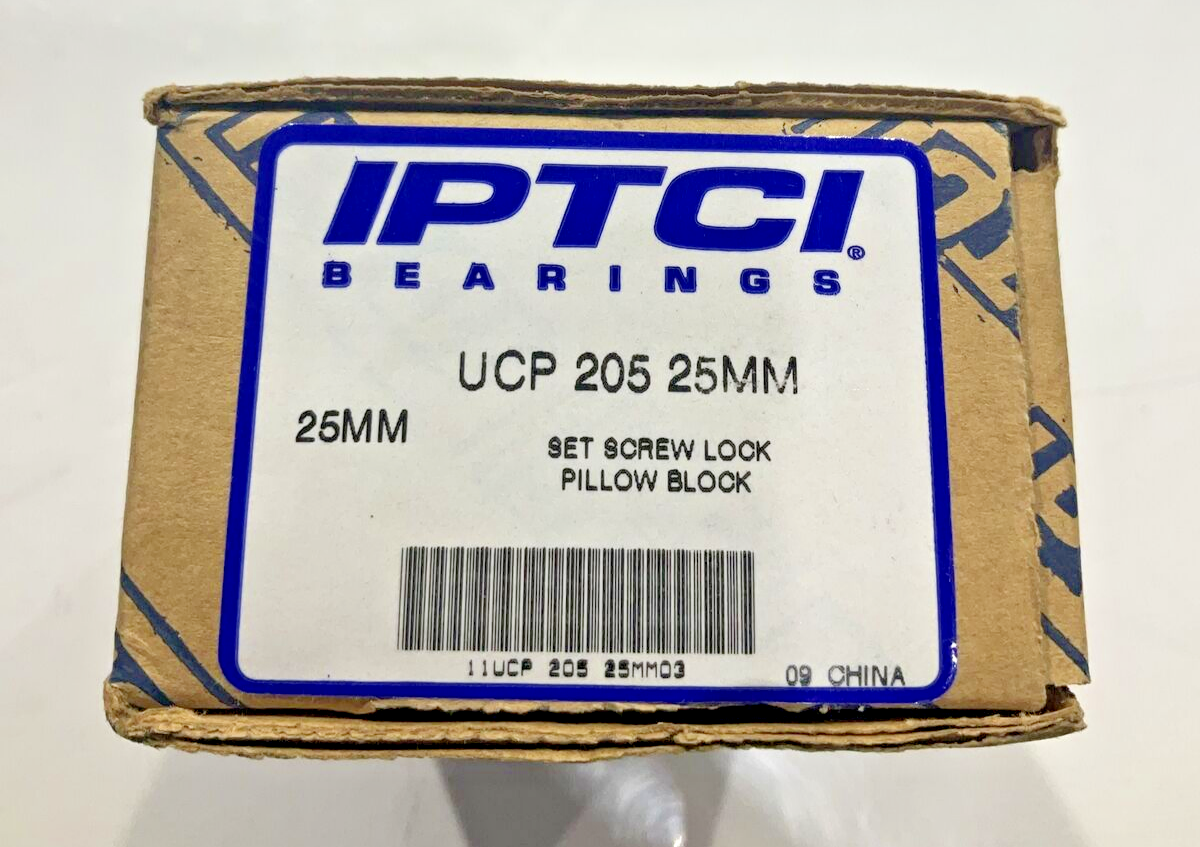 IPTCI®
BEARINGS
UCP 205 25MM
25MM
SET SCREW LOCK
PILLOW BLOCK
11UCP 205 25MM03
09 CHINA